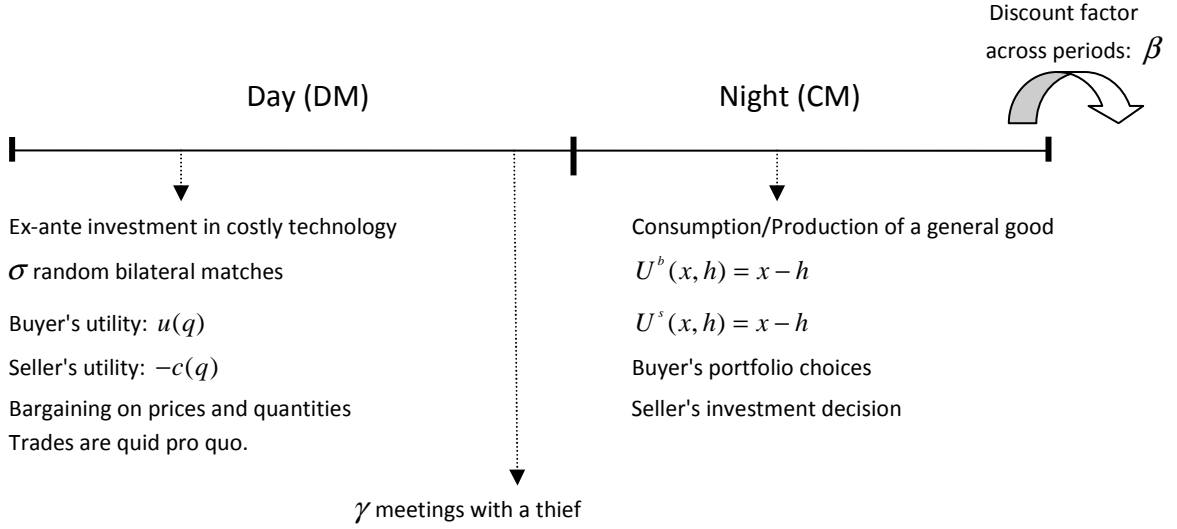 Discount factor
across periods: β
Day (DM)
Night (CM)
Ex-ante investment in costly technology
σ random bilateral matches
Buyer's utility: u(q)
Seller's utility: −c(q)
Bargaining on prices and quantities
Trades are quid pro quo.
γ meetings with a thief
Consumption/Production of a general good
U^b(x, h) = x − h
U^s(x, h) = x − h
Buyer's portfolio choices
Seller's investment decision